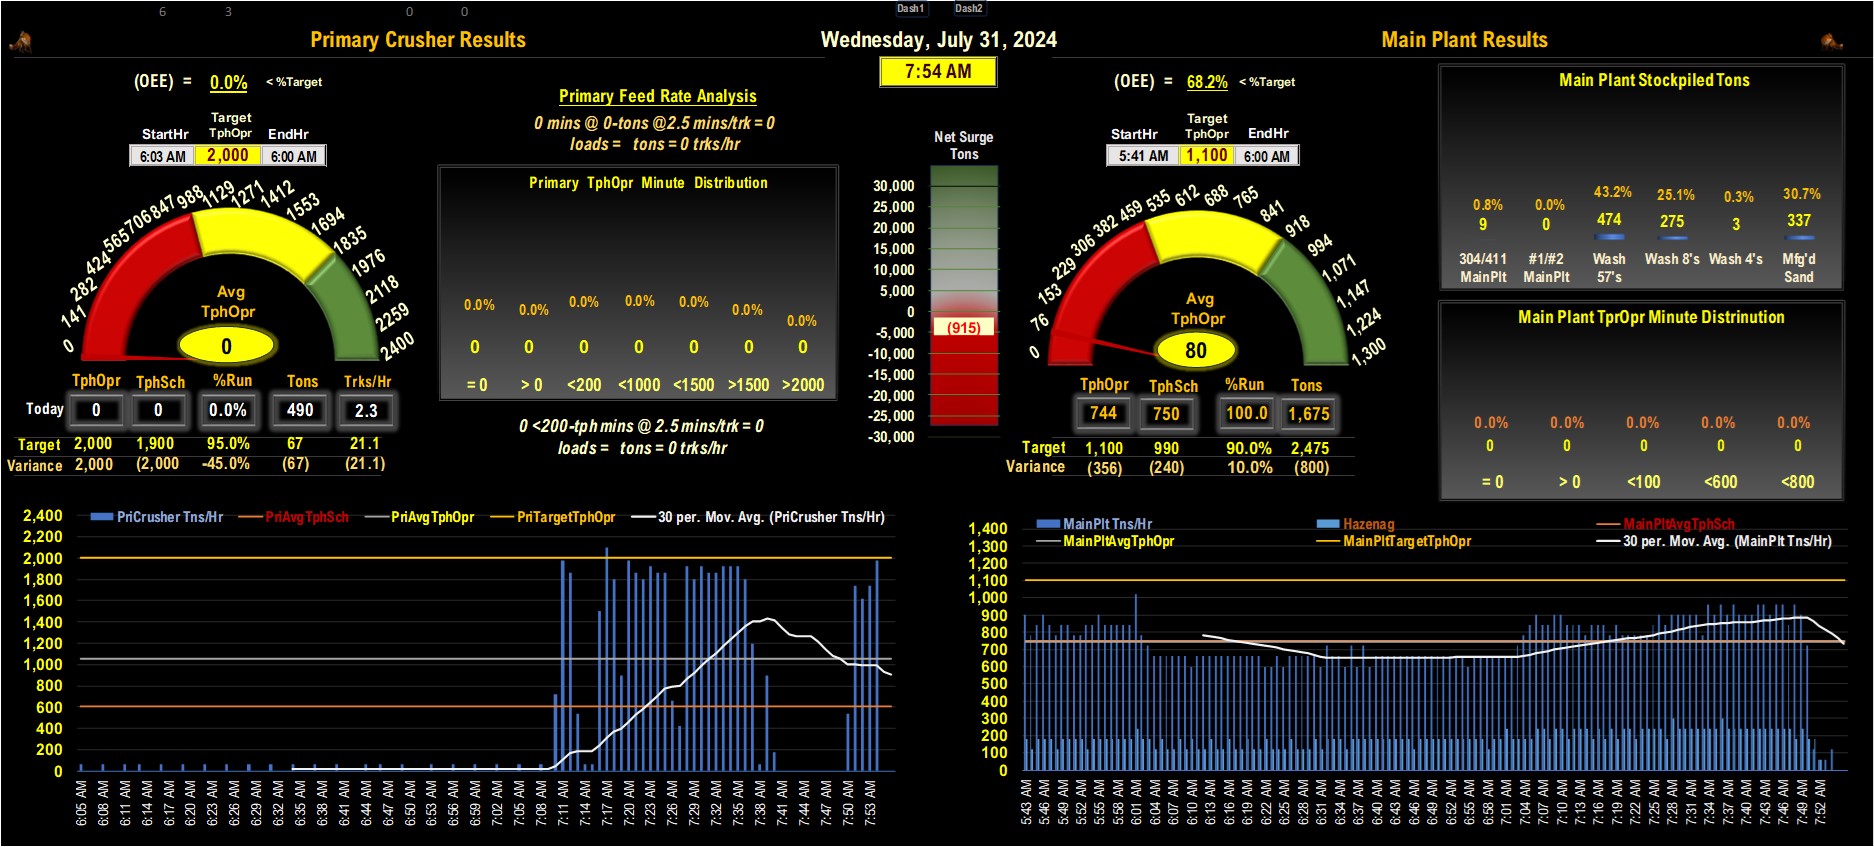 6 3 0 0 Dash1 Dash2
Primary Crusher Results
Wednesday, July 31, 2024
Main Plant Results
7:54 AM
(OEE) = 0.0% < %Target
Target
StartHr TphOpr EndHr
6:03 AM 2,000 6:00 AM
0 141 282 424 565 706 847 988 1129 1271 1412 1553 1694 1835 1976 2118 2259 2400
Avg
TphOpr
0
TphOpr TphSch %Run Tons Trks/Hr
Today 0 0 0.0% 490 2.3
Target 2,000 1,900 95.0% 67 21.1
Variance 2,000 (2,000 -45.0% (67) (21.1)
Primary Feed Rate Analysis
0 mins @ 0-tons @2.5 mins/trk = 0
loads = tons = 0 trks/hr
Primary TphOpr Minute Distribution
0.0% 0.0% 0.0% 0.0% 0.0% 0.0% 0.0%
0 0 0 0 0 0 0
= 0 > 0 <200 <1000 <1500 >1500 >2000
0 <200-tph mins @ 2.5 mins/trk = 0
loads = tons = 0 trks/hr
Net Surge
Tons
30,000
25,000
20,000
15,000
10,000
5,000
0
-5,000
-10,000
-15,000
-20,000
-25,000
-30,000
(915)
(OEE) = 68.2% < %Target
Target
StartHr TphOpr EndHr
5:41 AM 1,100 6:00 AM
0 76 153 229 306 382 459 535 612 688 765 841 918 994 1,071 1,147 1,224 1,300
Avg
TphOpr
80
TphOpr TphSch %Run Tons
744 750 100.0 1,675
Target 1,100 990 90.0% 2,475
Variance (356) (240) 10.0% (800)
Main Plant Stockpiled Tons
0.8% 0.0% 43.2% 25.1% 0.3% 30.7%
9 0 474 275 3 337
304/411 #1/#2 Wash Wash 8's Wash 4's Mfg'd
MainPlt MainPlt 57's Sand
Main Plant TprOpr Minute Distrinution
0.0% 0.0% 0.0% 0.0% 0.0%
0 0 0 0 0
= 0 > 0 <100 <600 <800
PriCrusher Tns/Hr PriAvgTphSch PriAvgTphOpr PriTargetTphOpr 30 per. Mov. Avg. (PriCrusher Tns/Hr)
2,400
2,200
2,000
1,800
1,600
1,400
1,200
1,000
800
600
400
200
0
6:05 AM 6:08 AM 6:11 AM 6:14 AM 6:17 AM 6:20 AM 6:23 AM 6:26 AM 6:29 AM 6:32 AM 6:35 AM 6:38 AM 6:41 AM 6:44 AM 6:47 AM 6:50 AM 6:53 AM 6:56 AM 6:59 AM 7:02 AM 7:05 AM 7:08 AM 7:11 AM 7:14 AM 7:17 AM 7:20 AM 7:23 AM 7:26 AM 7:29 AM 7:32 AM 7:35 AM 7:38 AM 7:41 AM 7:44 AM 7:47 AM 7:50 AM 7:53 AM
MainPlt Tns/Hr Hazenag MainPltAvgTphSch
MainPltAvgTphOpr MainPltTargetTphOpr 30 per. Mov. Avg. (MainPlt Tns/Hr)
1,400
1,300
1,200
1,100
1,000
900
800
700
600
500
400
300
200
100
0
5:43 AM 5:46 AM 5:49 AM 5:52 AM 5:55 AM 5:58 AM 6:01 AM 6:04 AM 6:07 AM 6:10 AM 6:13 AM 6:16 AM 6:19 AM 6:22 AM 6:25 AM 6:28 AM 6:31 AM 6:34 AM 6:37 AM 6:40 AM 6:43 AM 6:46 AM 6:49 AM 6:52 AM 6:55 AM 6:58 AM 7:01 AM 7:04 AM 7:07 AM 7:10 AM 7:13 AM 7:16 AM 7:19 AM 7:22 AM 7:25 AM 7:28 AM 7:31 AM 7:34 AM 7:37 AM 7:40 AM 7:43 AM 7:46 AM 7:49 AM 7:52 AM